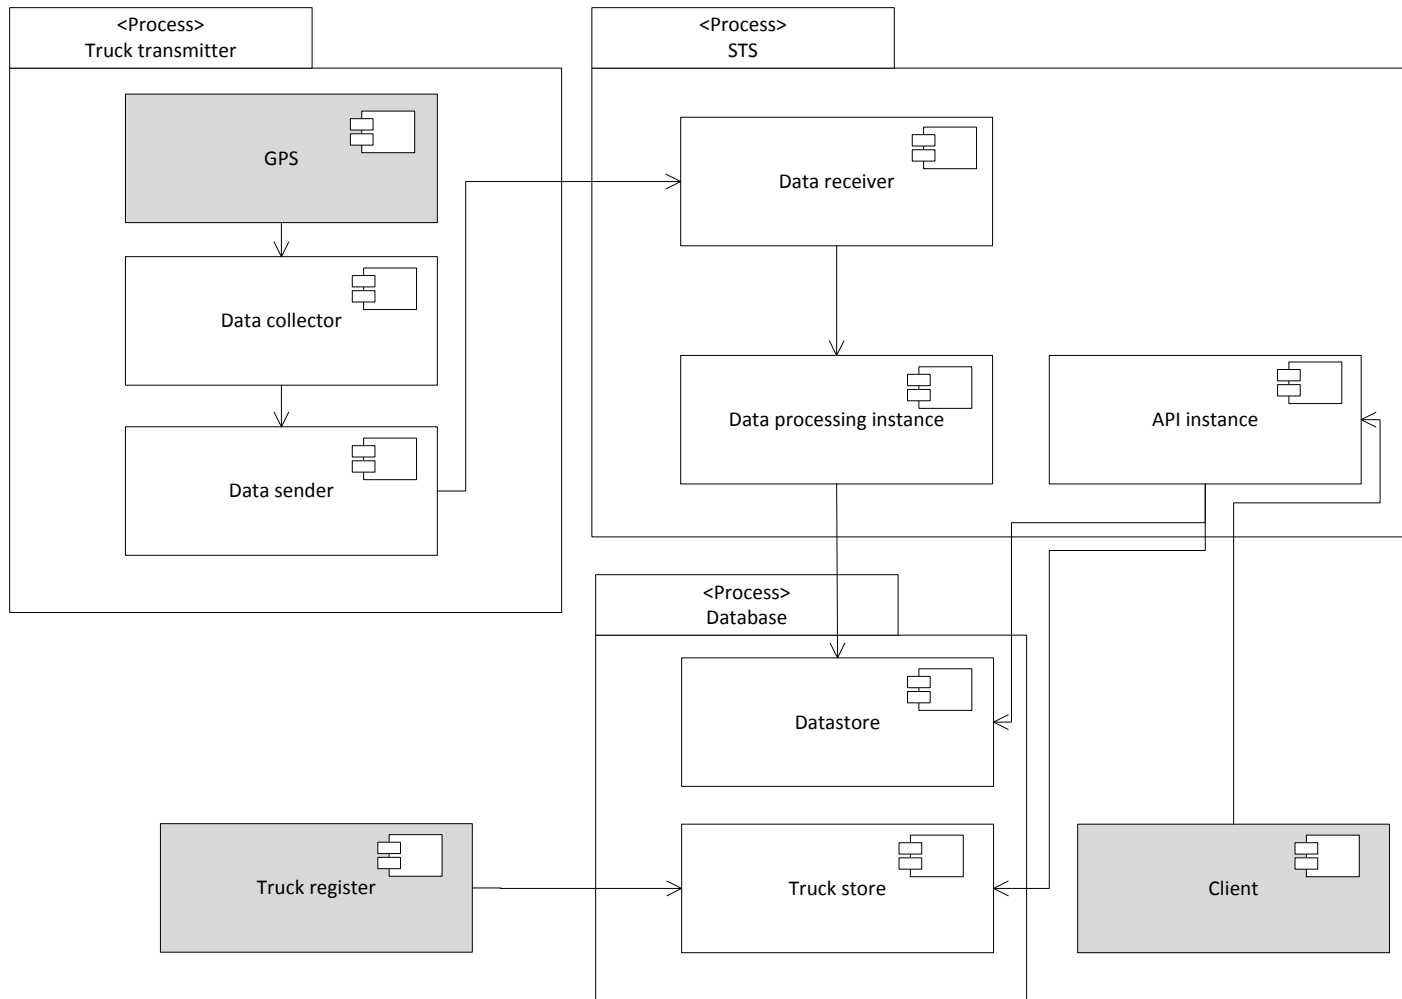 <Process>
Truck transmitter
GPS
Data collector
Data sender
<Process>
STS
Data receiver
Data processing instance
API instance
<Process>
Database
Datastore
Truck register
Truck store
Client